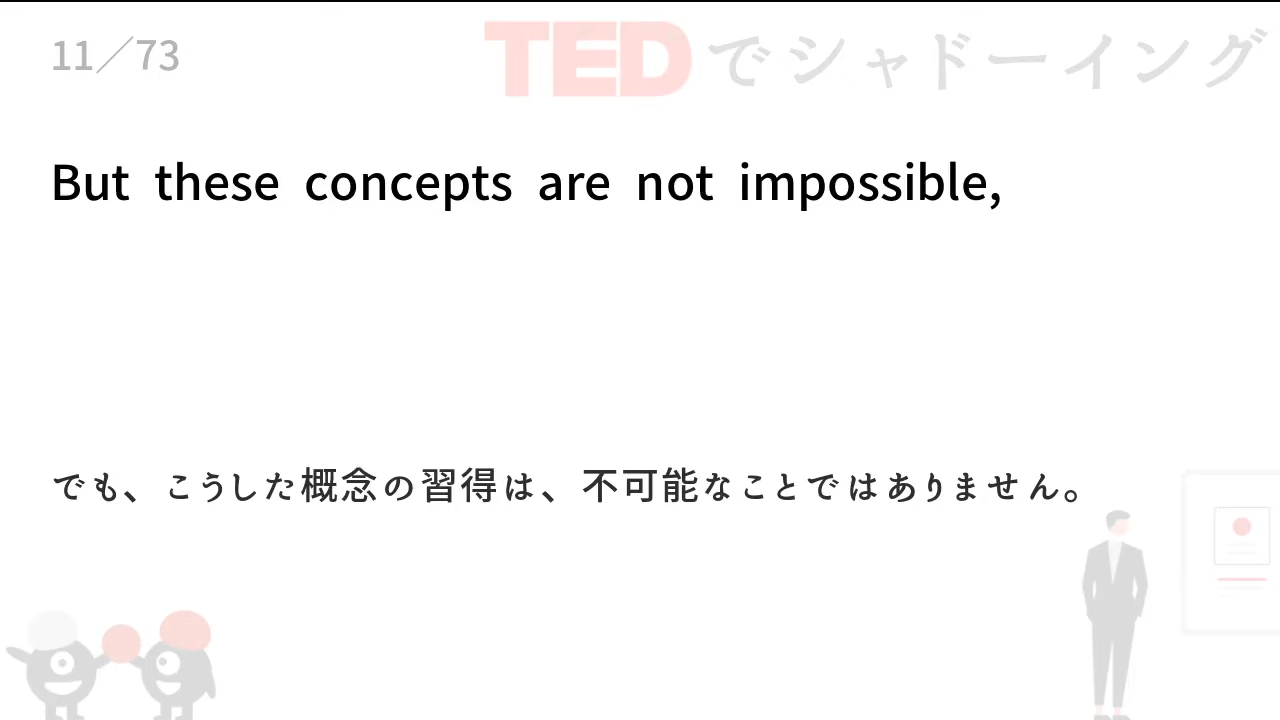 11／73
TEDでシャドーイング
But these concepts are not impossible,
でも、こうした概念の習得は、不可能なことではありません。